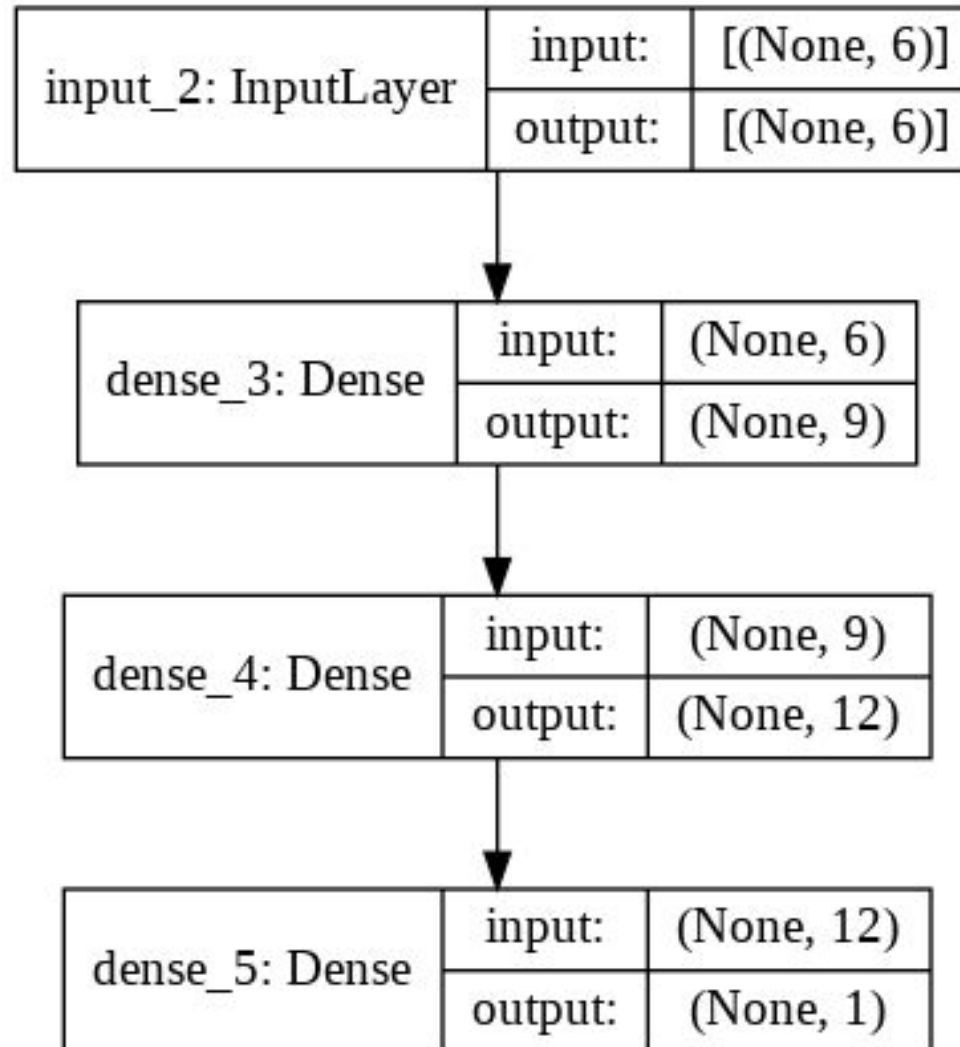 input_2: InputLayer
input: [(None, 6)]
output: [(None, 6)]
dense_3: Dense
input: (None, 6)
output: (None, 9)
dense_4: Dense
input: (None, 9)
output: (None, 12)
dense_5: Dense
input: (None, 12)
output: (None, 1)